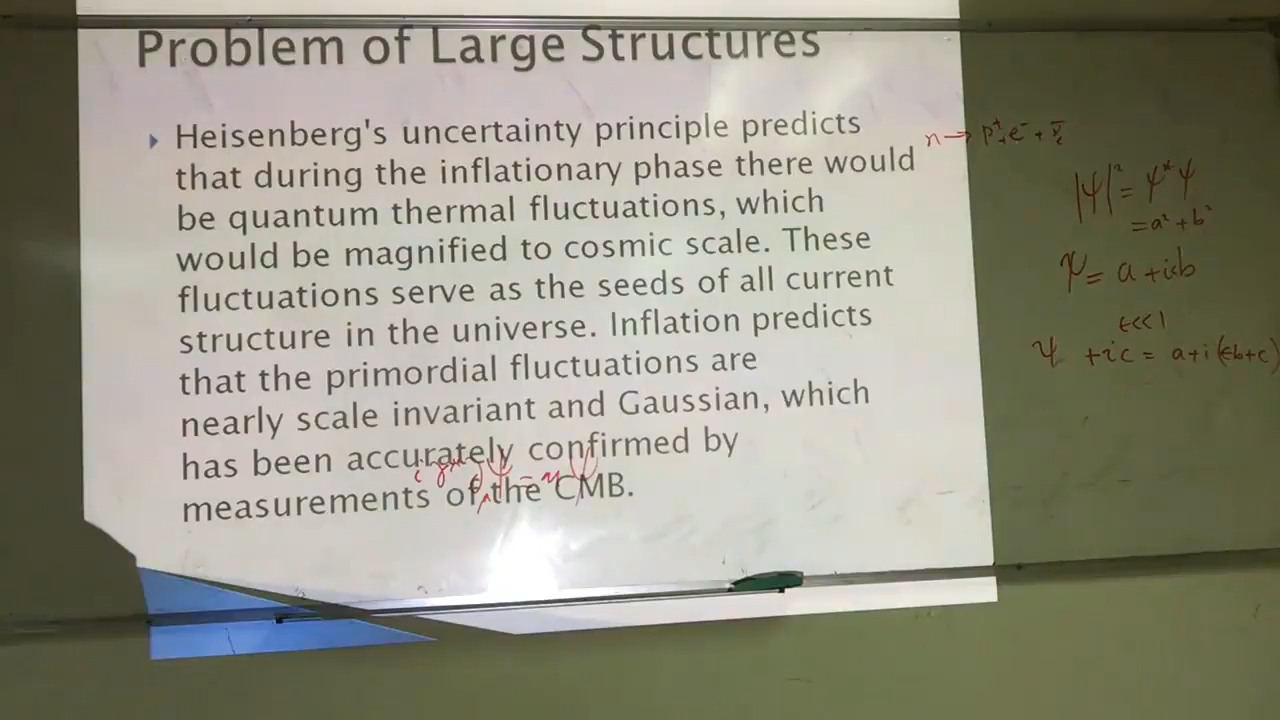 Problem of Large Structures
Heisenberg's uncertainty principle predicts
that during the inflationary phase there would
be quantum thermal fluctuations, which
would be magnified to cosmic scale. These
fluctuations serve as the seeds of all current
structure in the universe. Inflation predicts
that the primordial fluctuations are
nearly scale invariant and Gaussian, which
has been accurately confirmed by
measurements of the CMB.
n → p⁺ + e⁻ + ν̄ₑ
|ψ|² = ψ*ψ
= a² + b²
ψ = a + iεb
ε<<1
ψ + ic = a + i(εb+c)